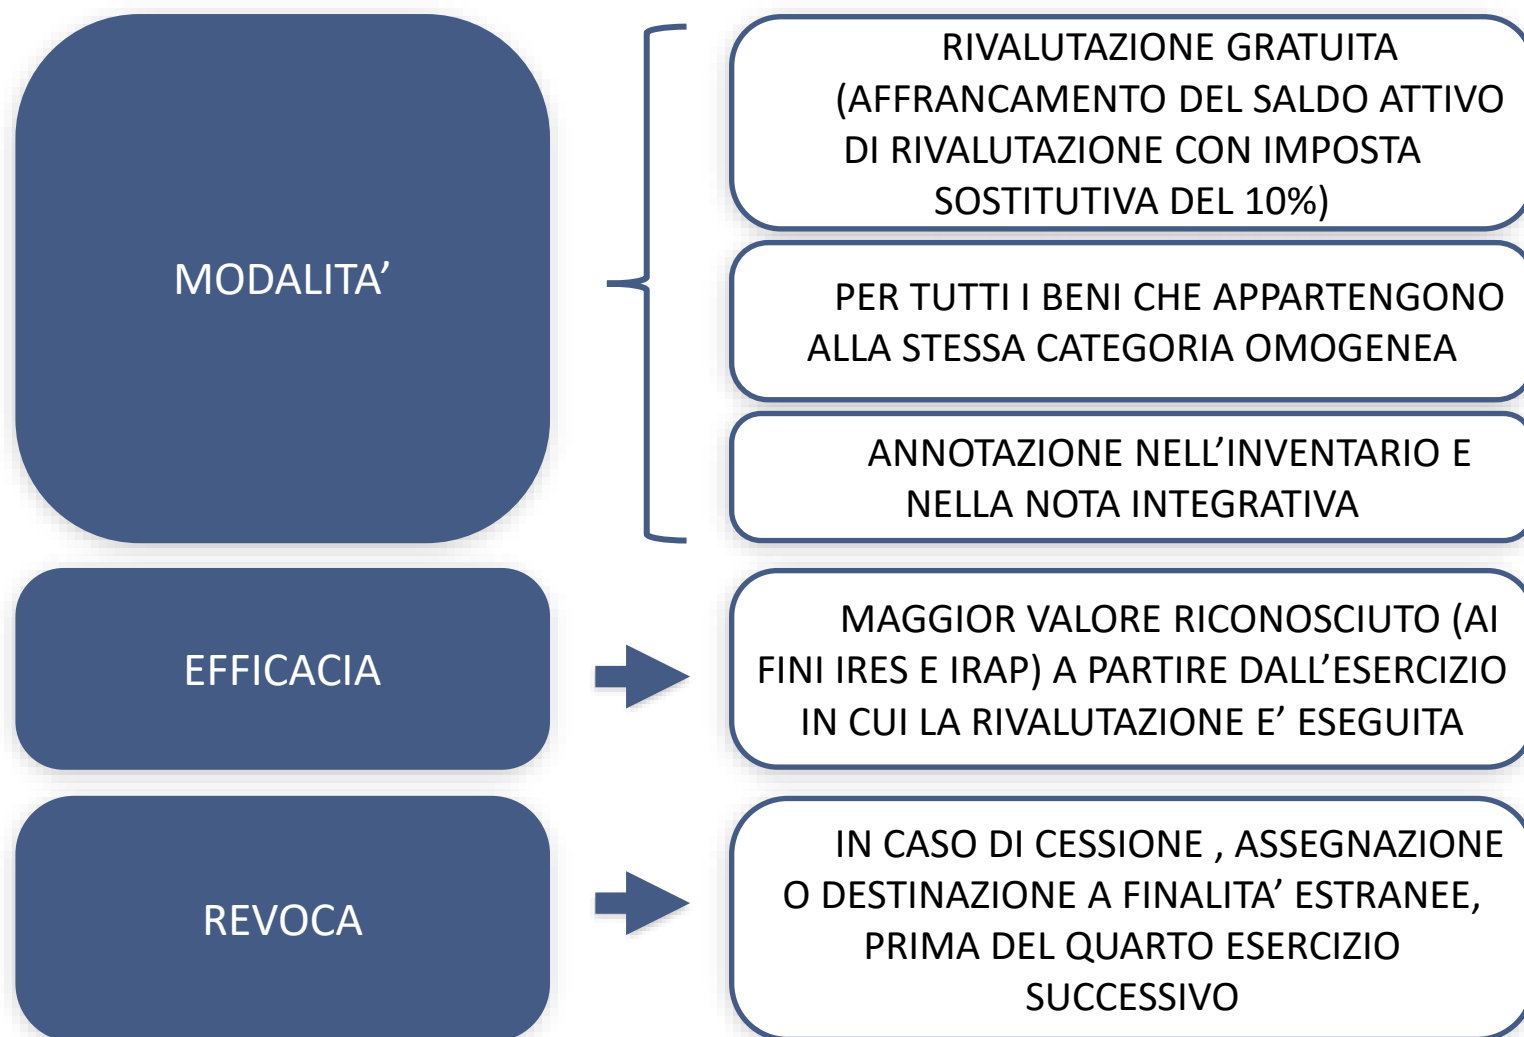 MODALITA’
RIVALUTAZIONE GRATUITA
(AFFRANCAMENTO DEL SALDO ATTIVO
DI RIVALUTAZIONE CON IMPOSTA
SOSTITUTIVA DEL 10%)
PER TUTTI I BENI CHE APPARTENGONO
ALLA STESSA CATEGORIA OMOGENEA
ANNOTAZIONE NELL’INVENTARIO E
NELLA NOTA INTEGRATIVA
EFFICACIA
MAGGIOR VALORE RICONOSCIUTO (AI
FINI IRES E IRAP) A PARTIRE DALL’ESERCIZIO
IN CUI LA RIVALUTAZIONE E’ ESEGUITA
REVOCA
IN CASO DI CESSIONE , ASSEGNAZIONE
O DESTINAZIONE A FINALITA’ ESTRANEE,
PRIMA DEL QUARTO ESERCIZIO
SUCCESSIVO